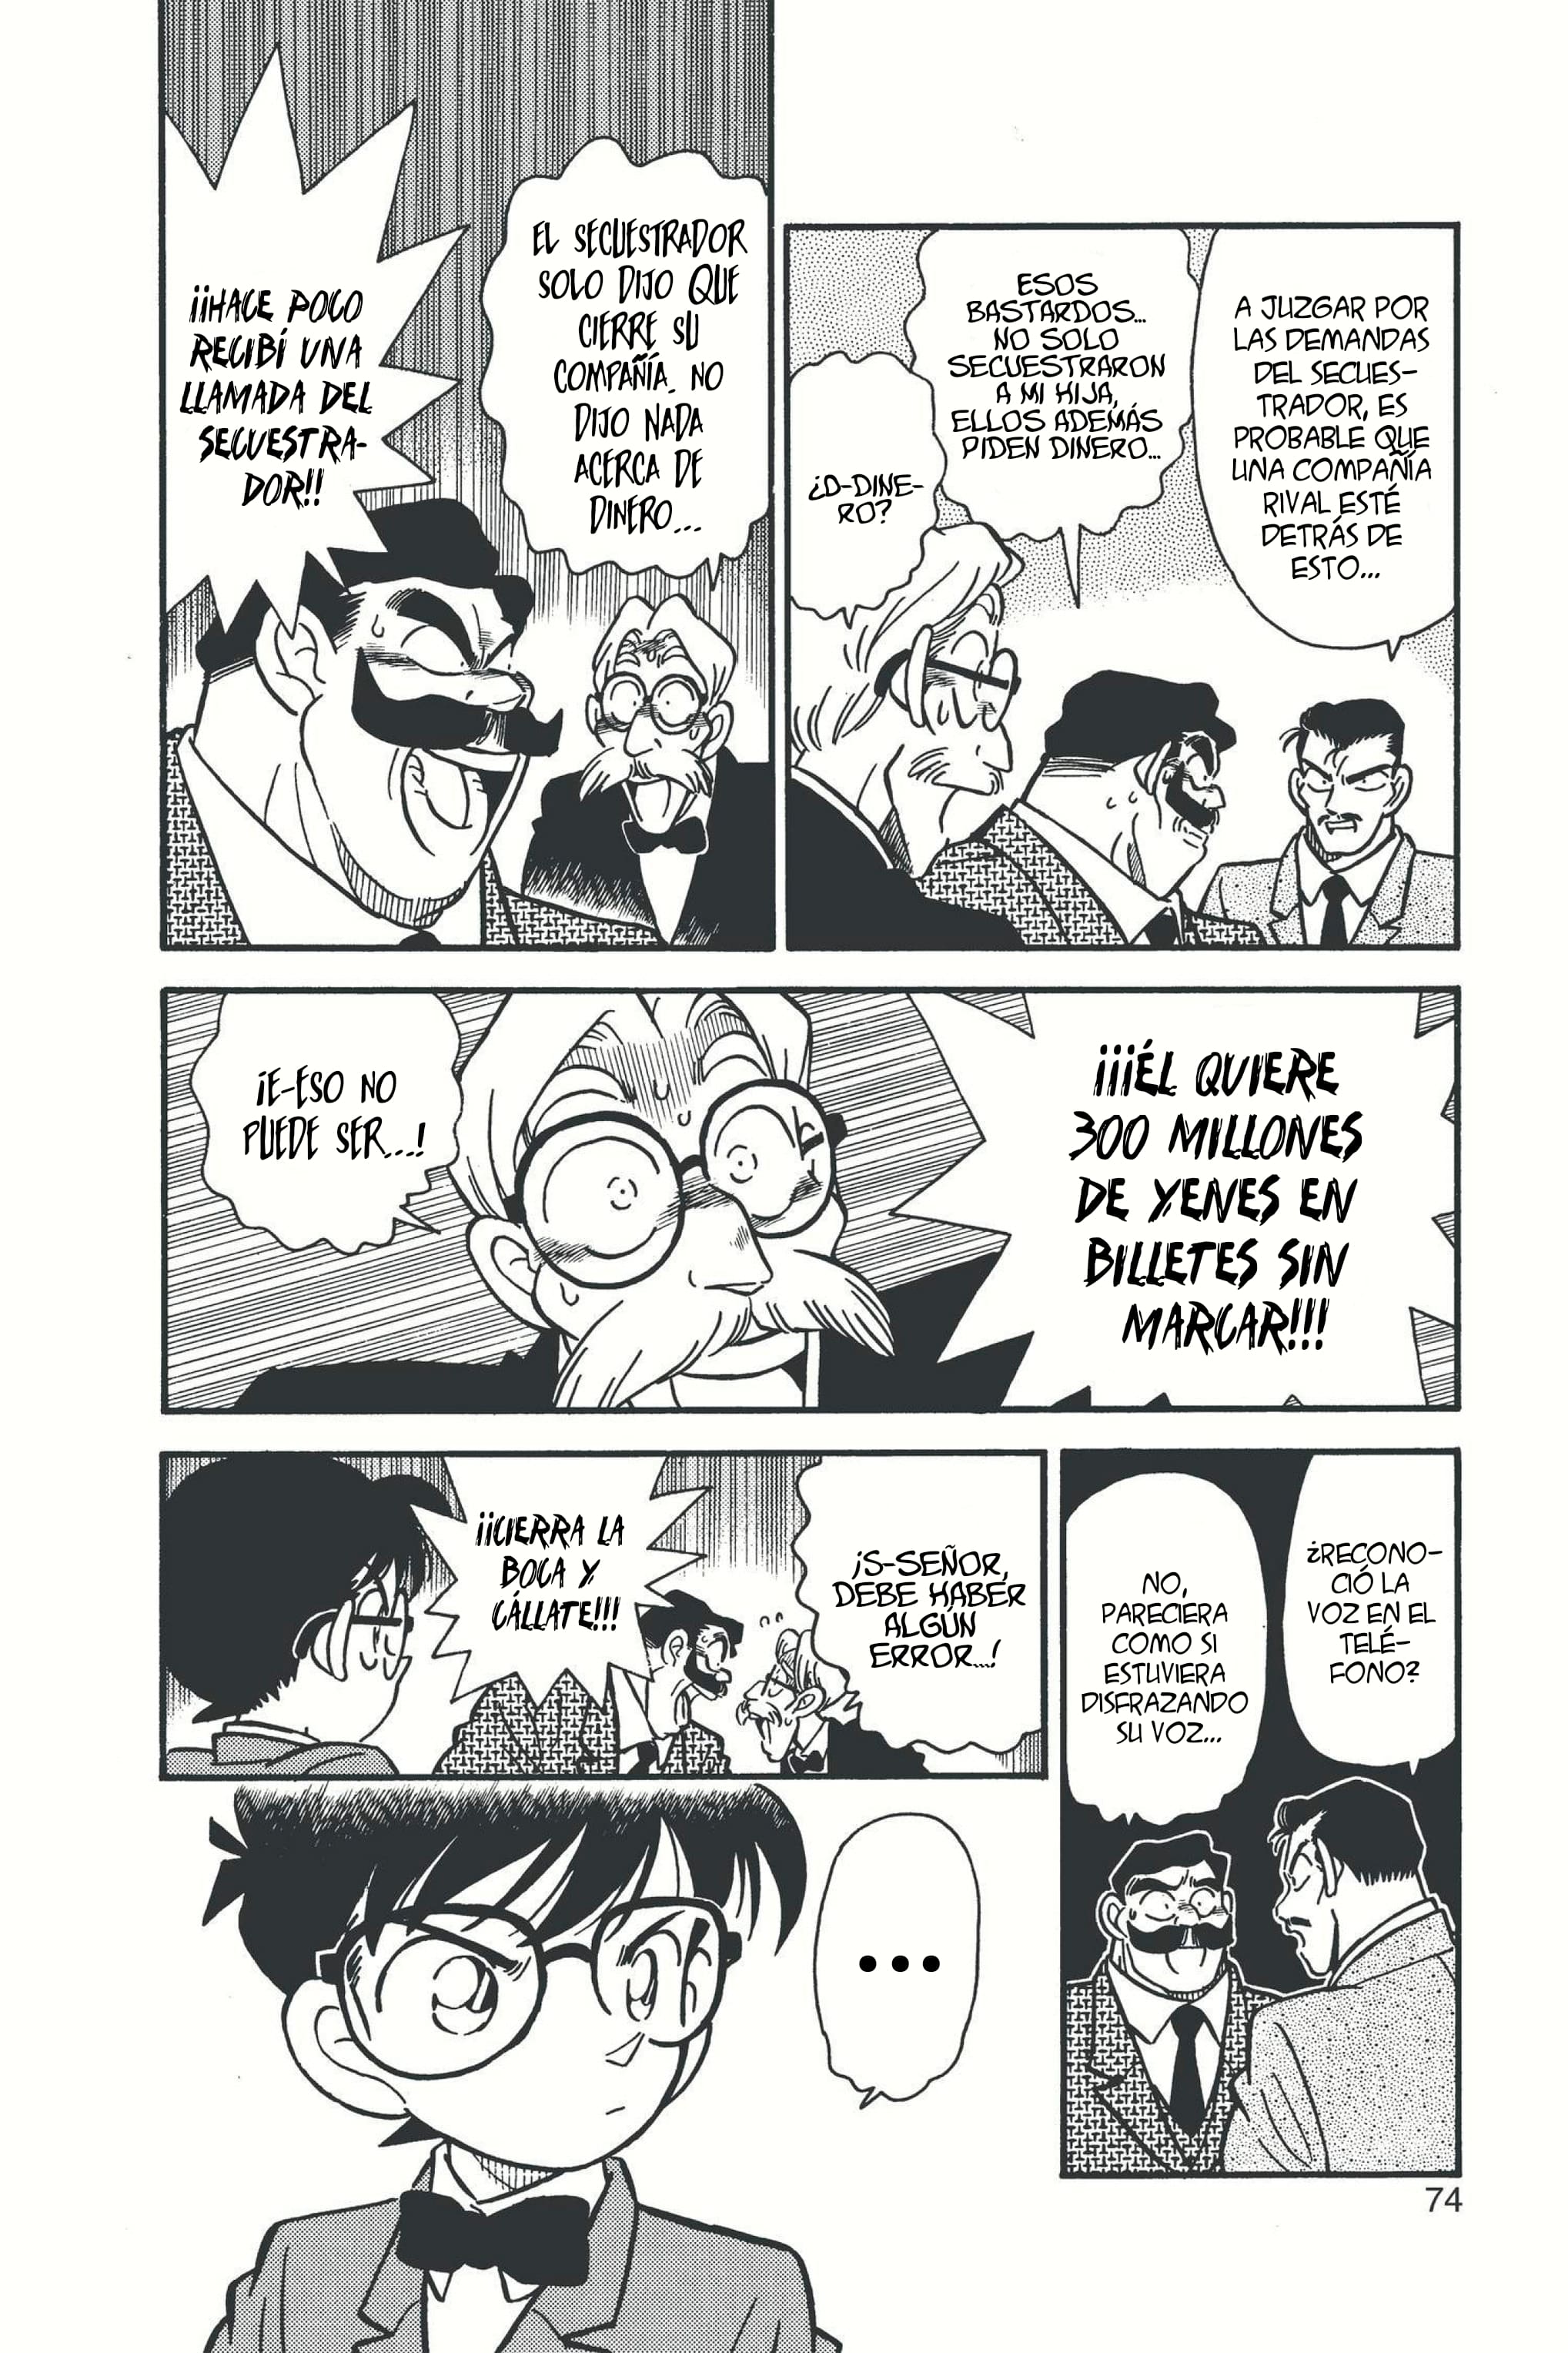 A JUZGAR POR
LAS DEMANDAS
DEL SECUES-
TRADOR, ES
PROBABLE QUE
UNA COMPAÑÍA
RIVAL ESTÉ
DETRÁS DE
ESTO...
ESOS
BASTARDOS...
NO SOLO
SECUESTRARON
A MI HIJA,
ELLOS ADEMÁS
PIDEN DINERO...
¿D-DINE-
RO?
EL SECUESTRADOR
SOLO DIJO QUE
CIERRE SU
COMPAÑÍA. NO
DIJO NADA
ACERCA DE
DINERO...
¡¡HACE POCO
RECIBÍ UNA
LLAMADA DEL
SECUESTRA-
DOR!!
¡¡¡ÉL QUIERE
300 MILLONES
DE YENES EN
BILLETES SIN
MARCAR!!!
¡E-ESO NO
PUEDE SER...!
¿RECONO-
CIÓ LA
VOZ EN EL
TELÉ-
FONO?
NO,
PARECIERA
COMO SI
ESTUVIERA
DISFRAZANDO
SU VOZ...
¡S-SEÑOR,
DEBE HABER
ALGÚN
ERROR...!
¡¡CIERRA LA
BOCA Y
CÁLLATE!!!
...
74